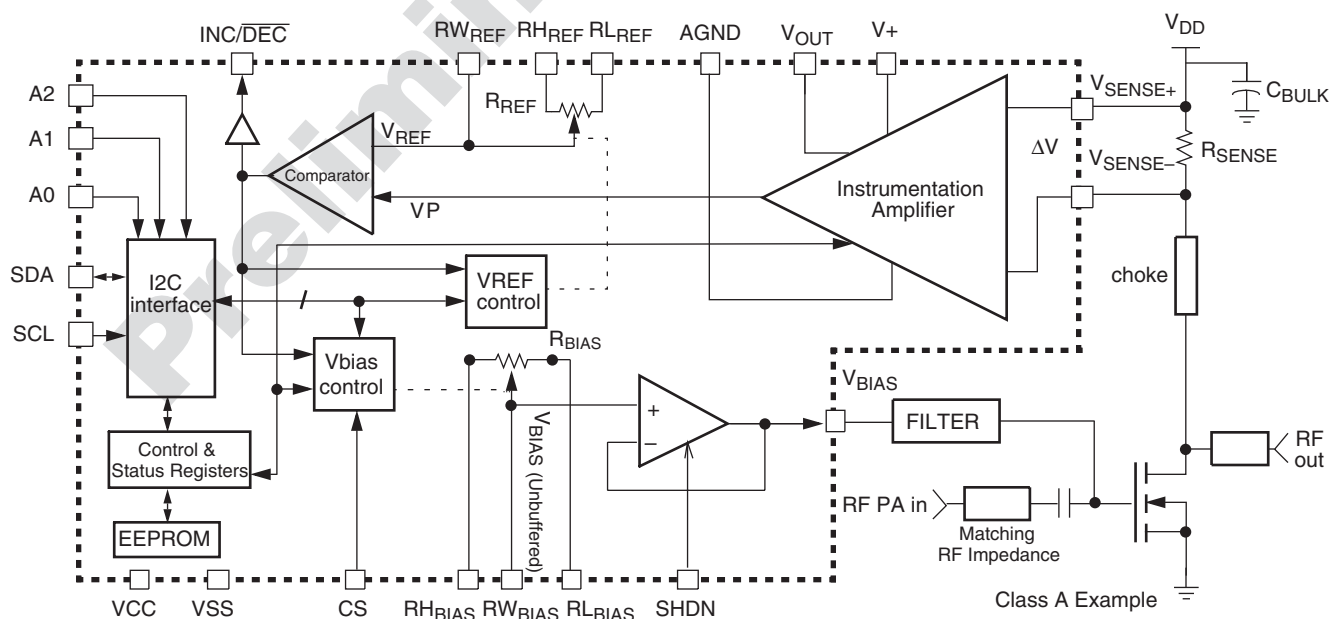 Prelimi
INC/DEC
RW_REF
RH_REF
RL_REF
AGND
V_OUT
V+
V_DD
A2
A1
A0
SDA
SCL
R_REF
V_REF
Comparator
VP
Instrumentation
Amplifier
ΔV
V_SENSE+
V_SENSE–
R_SENSE
C_BULK
choke
I2C
interface
/
VREF
control
Vbias
control
R_BIAS
V_BIAS (Unbuffered)
+
–
V_BIAS
FILTER
RF
out
RF PA in
Matching
RF Impedance
Control &
Status Registers
EEPROM
VCC
VSS
CS
RH_BIAS
RW_BIAS
RL_BIAS
SHDN
Class A Example